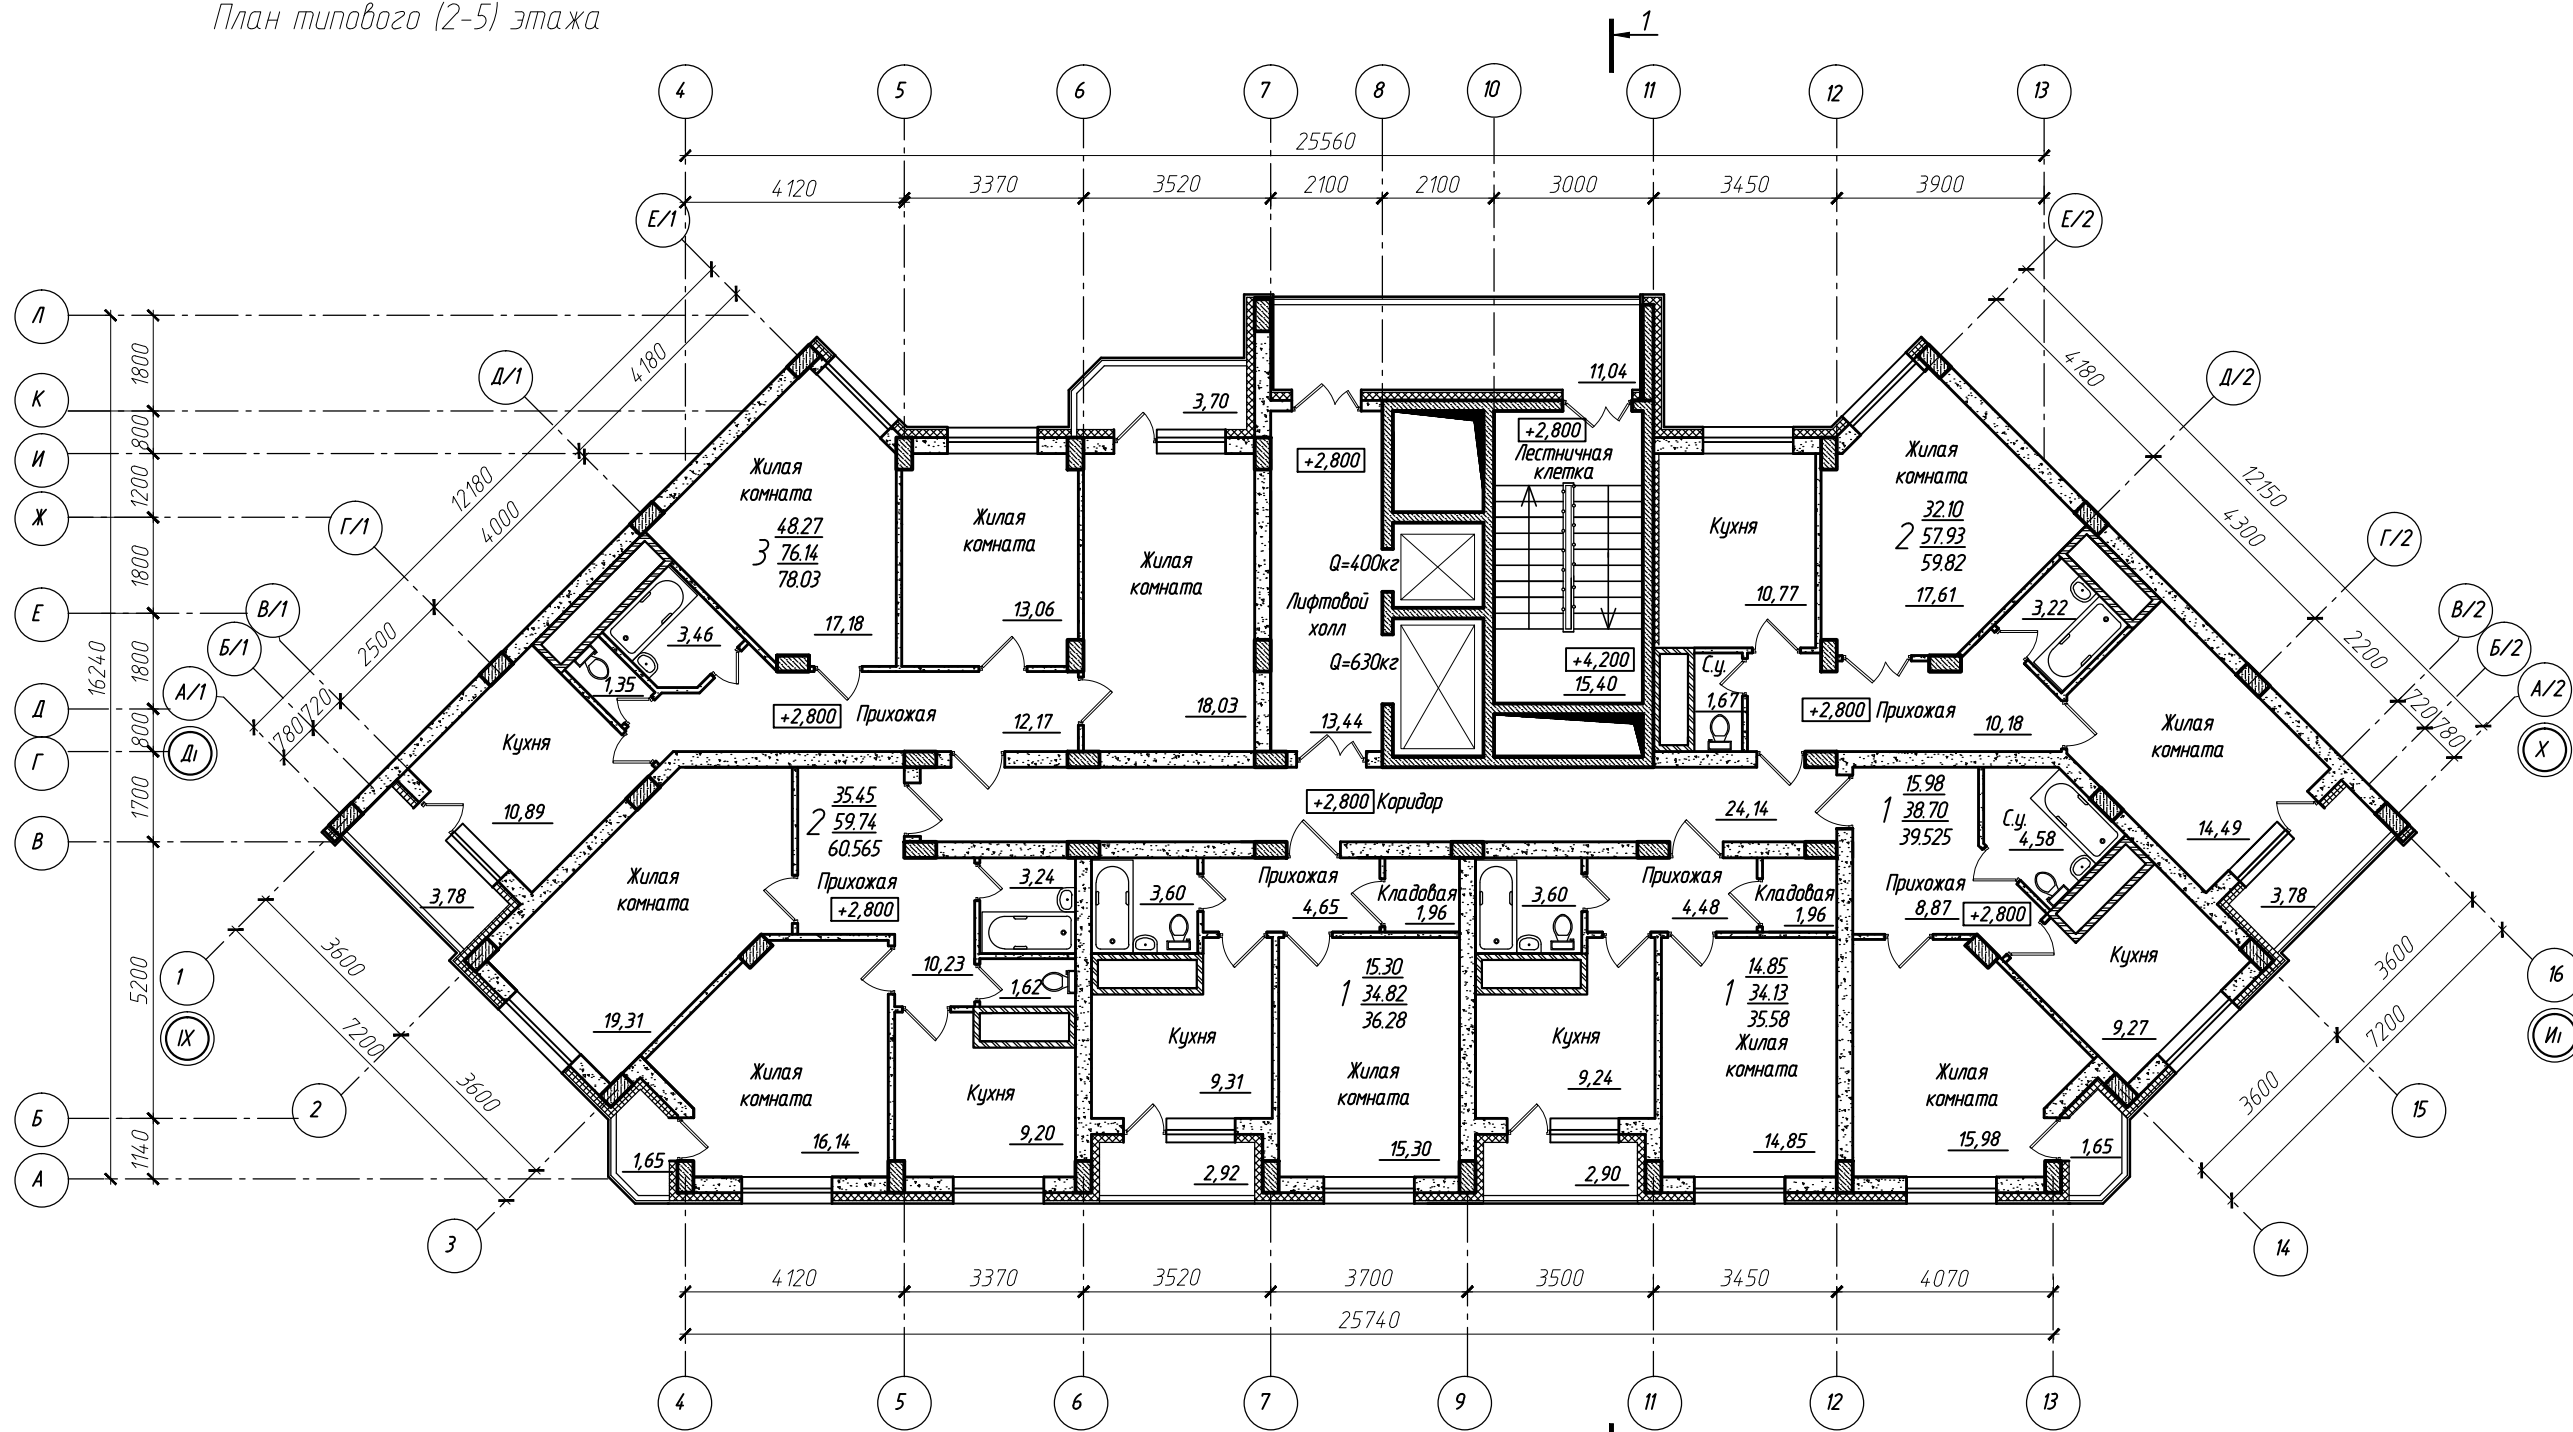 План типового (2-5) этажа
1
4
5
6
7
8
10
11
12
13
25560
4120
3370
3520
2100
2100
3000
3450
3900
Е/1
Е/2
Л
К
И
Ж
Е
Д
Г
В
Б
А
1800
800
1200
1800
1800
800
1700
5200
1140
16240
Д/1
Г/1
В/1
Б/1
А/1
Д1
12180
4180
4000
2500
720
780
Д/2
Г/2
В/2
Б/2
А/2
X
12150
4180
4300
2200
720
780
11,04
3,70
+2,800
+2,800
Лестничная
клетка
Жилая
комната
48.27
3
76.14
78.03
17,18
Жилая
комната
13,06
Жилая
комната
18,03
Q=400кг
Лифтовой
холл
Q=630кг
13,44
+4,200
15,40
Кухня
10,77
Жилая
комната
32.10
2
57.93
59.82
17,61
3,22
3,46
1,35
С.у.
1,67
+2,800
Прихожая
12,17
+2,800
Прихожая
10,18
Жилая
комната
14,49
Кухня
10,89
3,78
35.45
2
59.74
60.565
+2,800
Коридор
24,14
15.98
1
38.70
39.525
С.у.
4,58
3,78
Жилая
комната
19,31
Прихожая
+2,800
10,23
3,24
1,62
3,60
Прихожая
4,65
Кладовая
1,96
3,60
Прихожая
4,48
Кладовая
1,96
Прихожая
8,87
+2,800
Кухня
9,27
15.30
1
34.82
36.28
14.85
1
34.13
35.58
Жилая
комната
16,14
Кухня
9,20
Кухня
9,31
Жилая
комната
15,30
Кухня
9,24
Жилая
комната
14,85
Жилая
комната
15,98
1,65
2,92
2,90
1,65
1
IX
2
3
3600
3600
7200
16
И1
15
14
3600
3600
7200
4120
3370
3520
3700
3500
3450
4070
25740
4
5
6
7
9
11
12
13